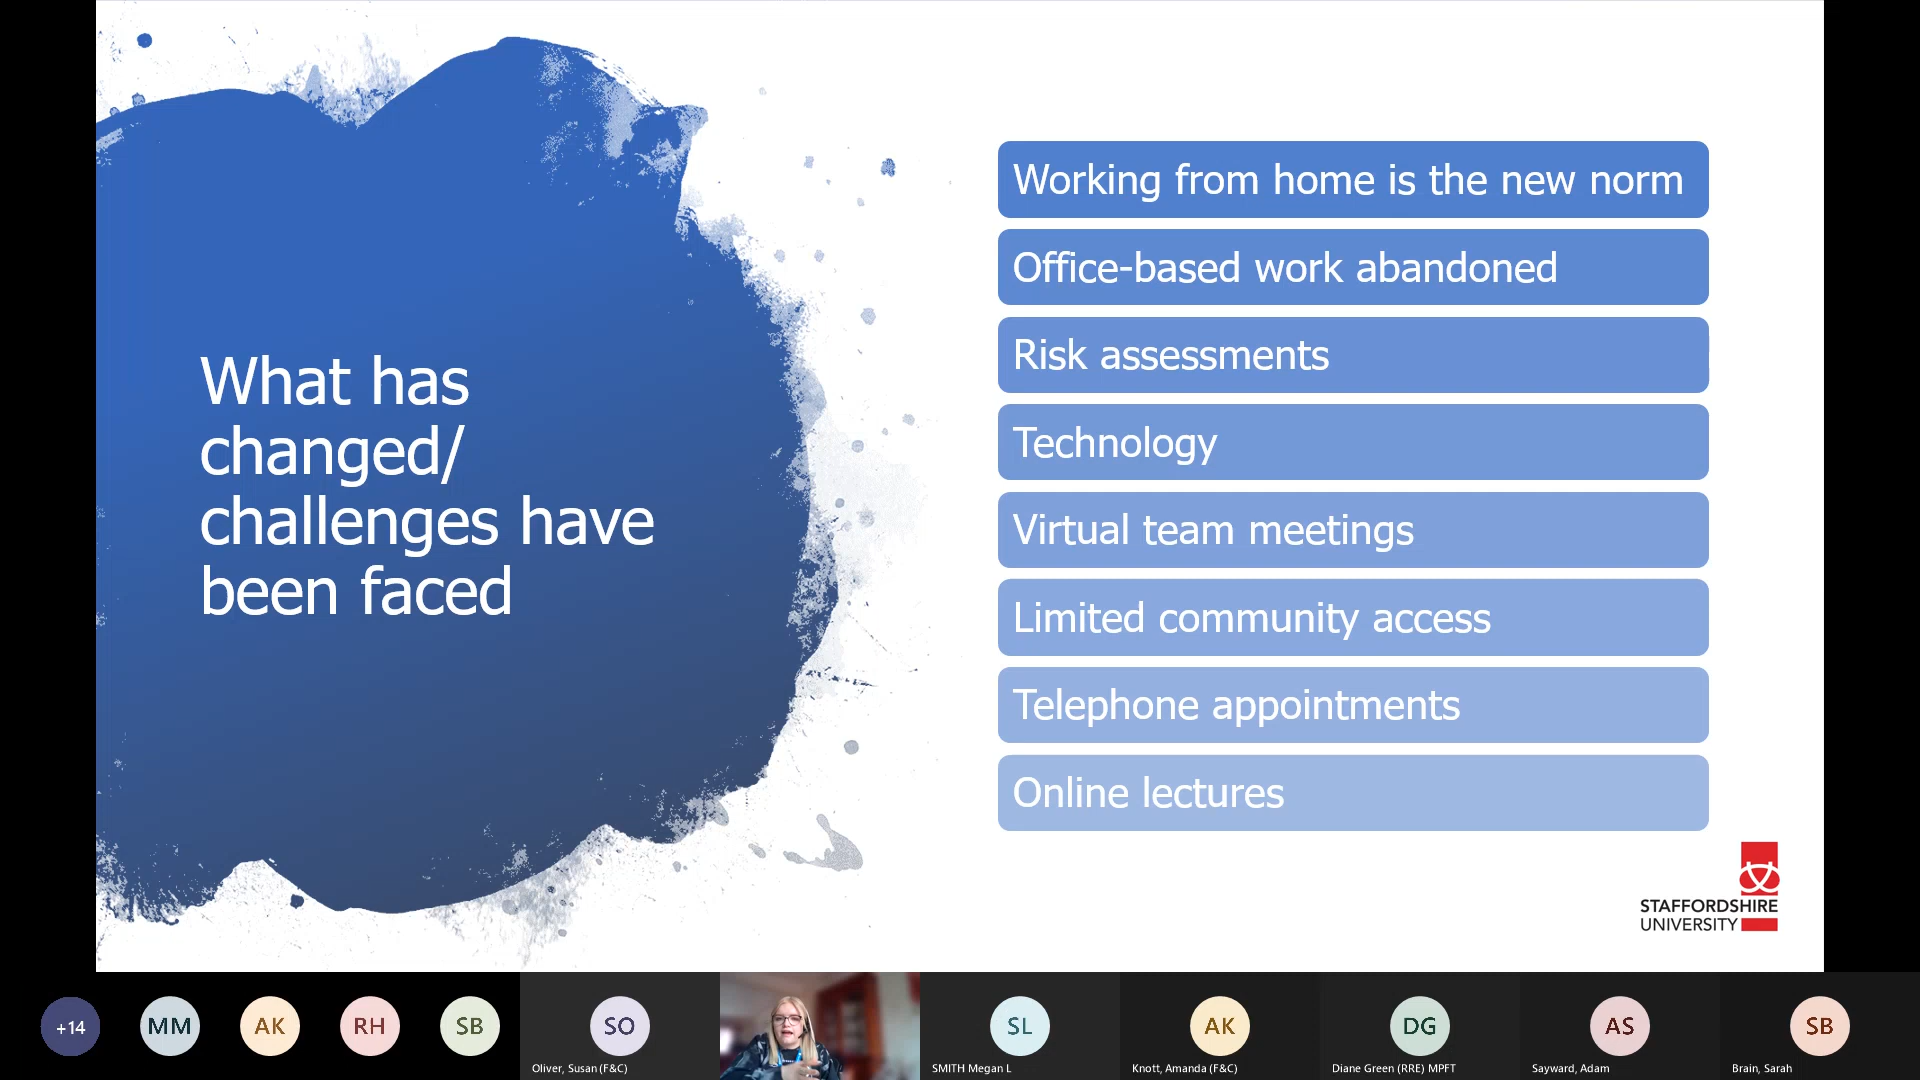 What has
changed/
challenges have
been faced
Working from home is the new norm
Office-based work abandoned
Risk assessments
Technology
Virtual team meetings
Limited community access
Telephone appointments
Online lectures
STAFFORDSHIRE
UNIVERSITY
+14
MM
AK
RH
SB
SO
Oliver, Susan (F&C)
SL
SMITH Megan L
AK
Knott, Amanda (F&C)
DG
Diane Green (RRE) MPFT
AS
Sayward, Adam
SB
Brain, Sarah